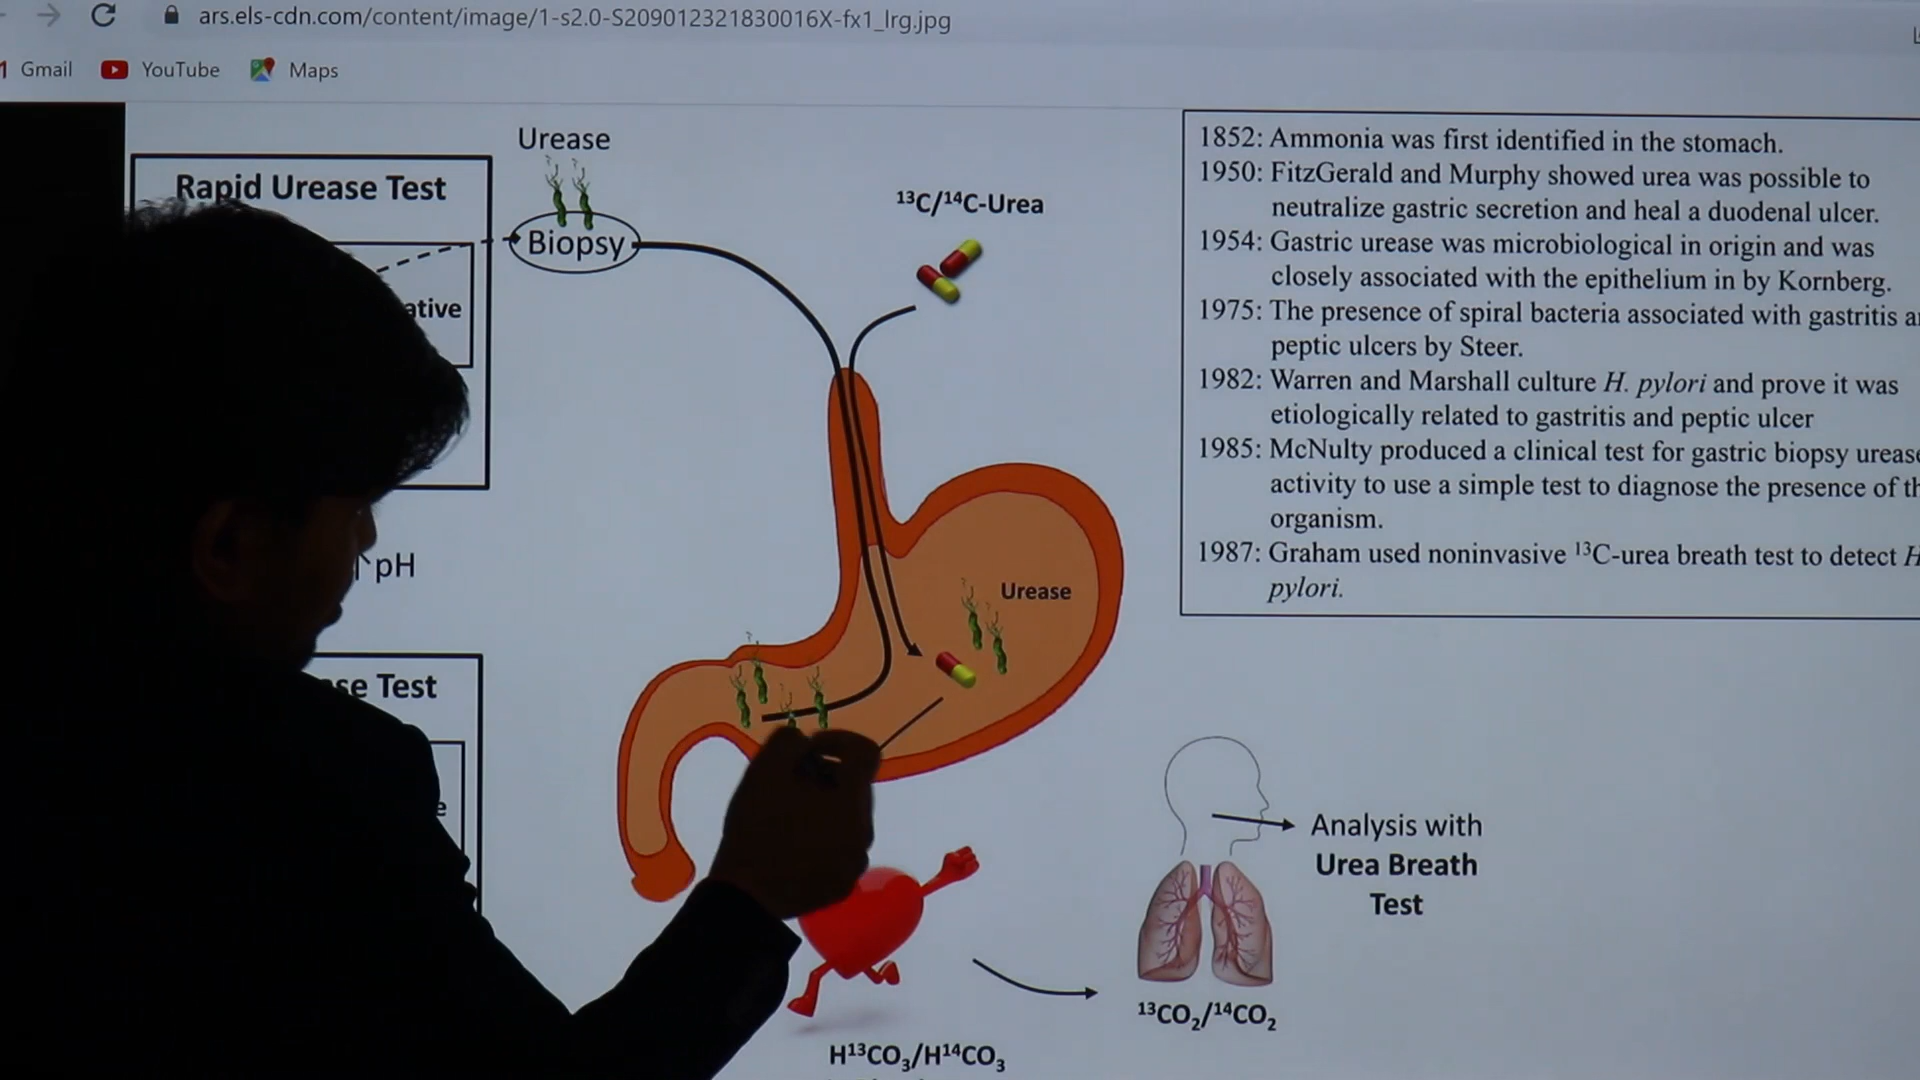 ars.els-cdn.com/content/image/1-s2.0-S209012321830016X-fx1_lrg.jpg
Gmail YouTube Maps
Urease
Rapid Urease Test
Biopsy
ative
¹³C/¹⁴C-Urea
1852: Ammonia was first identified in the stomach.
1950: FitzGerald and Murphy showed urea was possible to
neutralize gastric secretion and heal a duodenal ulcer.
1954: Gastric urease was microbiological in origin and was
closely associated with the epithelium in by Kornberg.
1975: The presence of spiral bacteria associated with gastritis
peptic ulcers by Steer.
1982: Warren and Marshall culture H. pylori and prove it was
etiologically related to gastritis and peptic ulcer
1985: McNulty produced a clinical test for gastric biopsy urease
activity to use a simple test to diagnose the presence of
organism.
1987: Graham used noninvasive ¹³C-urea breath test to detect
pylori.
pH
Urease
se Test
e
Analysis with
Urea Breath
Test
¹³CO₂/¹⁴CO₂
H¹³CO₃/H¹⁴CO₃